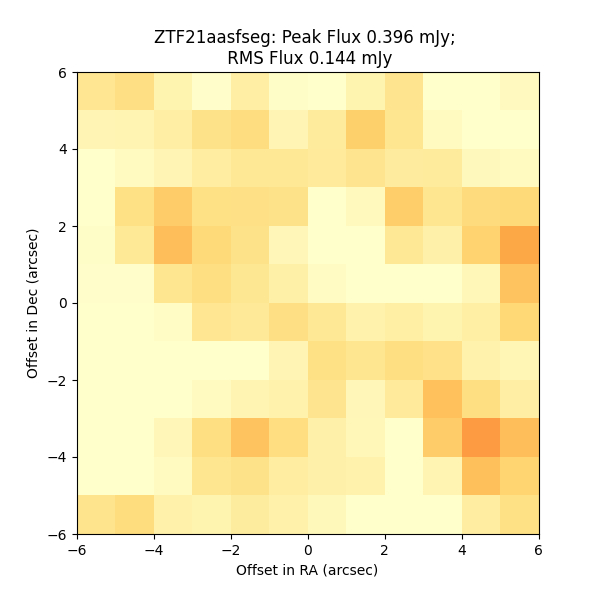 ZTF21aasfseg: Peak Flux 0.396 mJy;
RMS Flux 0.144 mJy
6
4
2
0
−2
−4
−6
Offset in Dec (arcsec)
−6 −4 −2 0 2 4 6
Offset in RA (arcsec)